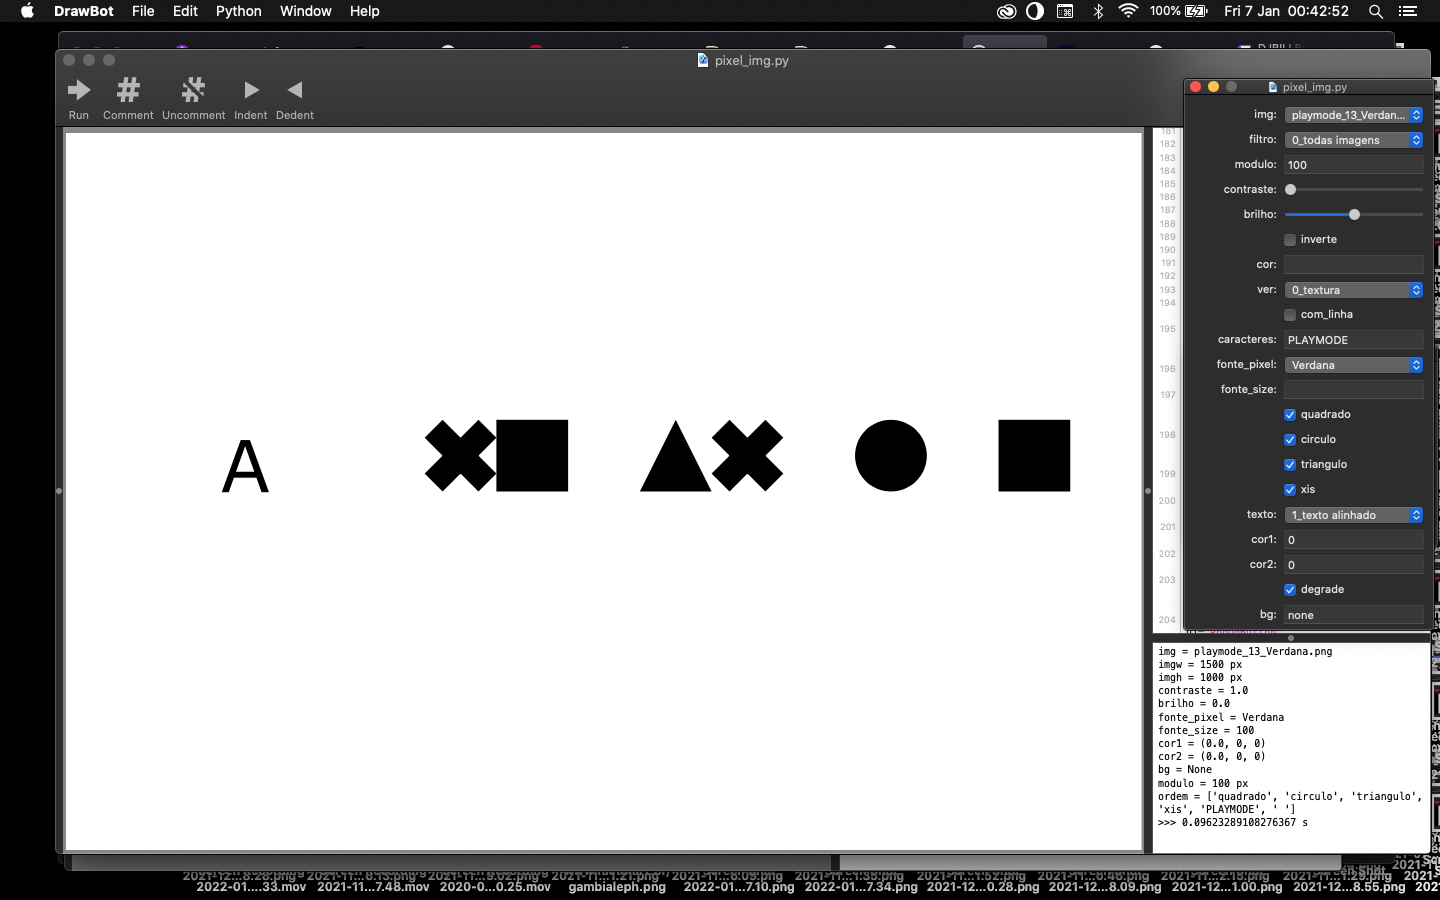 DrawBot File Edit Python Window Help 100% Fri 7 Jan 00:42:52
pixel_img.py
Run Comment Uncomment Indent Dedent
A
181
182
183
184
185
186
187
188
189
190
191
192
193
194
195
196
197
198
199
200
201
202
203
204
pixel_img.py
img: playmode_13_Verdan...
filtro: 0_todas imagens
modulo: 100
contraste:
brilho:
inverte
cor:
ver: 0_textura
com_linha
caracteres: PLAYMODE
fonte_pixel: Verdana
fonte_size:
quadrado
circulo
triangulo
xis
texto: 1_texto alinhado
cor1: 0
cor2: 0
degrade
bg: none
img = playmode_13_Verdana.png
imgw = 1500 px
imgh = 1000 px
contraste = 1.0
brilho = 0.0
fonte_pixel = Verdana
fonte_size = 100
cor1 = (0.0, 0, 0)
cor2 = (0.0, 0, 0)
bg = None
modulo = 100 px
ordem = ['quadrado', 'circulo', 'triangulo',
'xis', 'PLAYMODE', ' ']
>>> 0.09623289108276367 s
2022-01....33.mov 2021-11...7.48.mov 2020-0...0.25.mov gambialeph.png 2022-01...7.10.png 2022-01...7.34.png 2021-12...0.28.png 2021-12...8.09.png 2021-12...1.00.png 2021-12...8.55.png